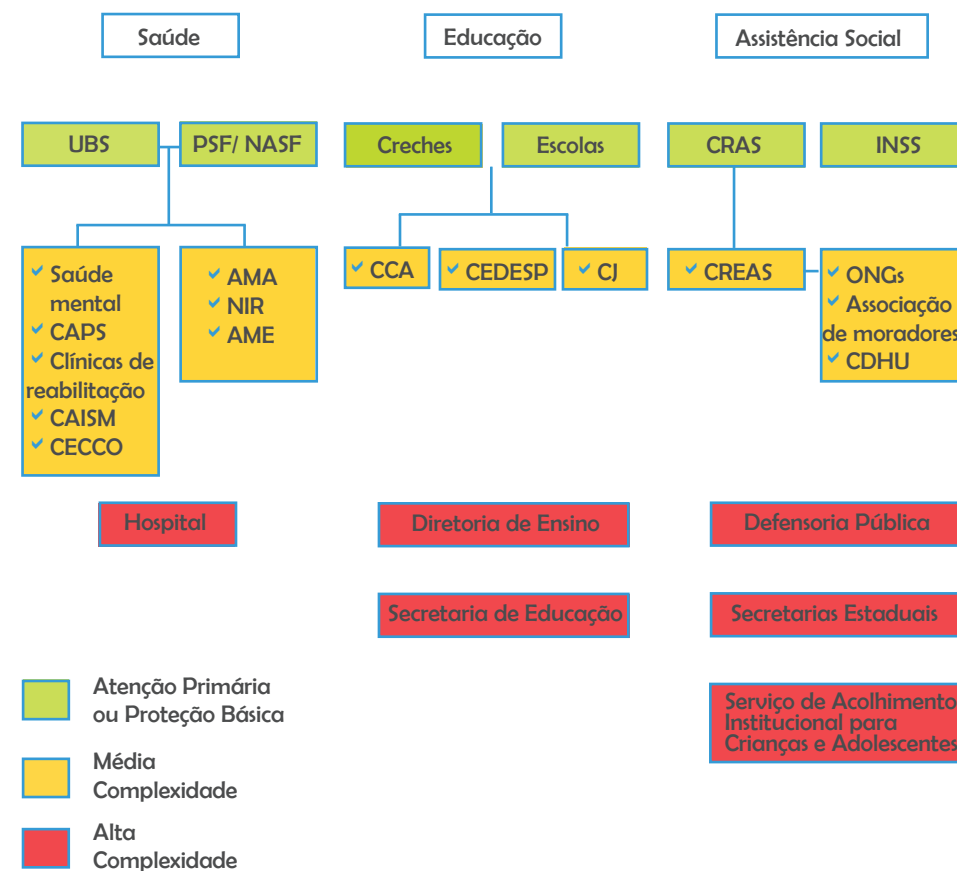 Saúde
Educação
Assistência Social
UBS
PSF/ NASF
Creches
Escolas
CRAS
INSS
Saúde
mental
CAPS
Clínicas de
reabilitação
CAISM
CECCO
AMA
NIR
AME
CCA
CEDESP
CJ
CREAS
ONGs
Associação
de moradores
CDHU
Hospital
Diretoria de Ensino
Defensoria Pública
Secretaria de Educação
Secretarias Estaduais
Serviço de Acolhimento
Institucional para
Crianças e Adolescentes
Atenção Primária
ou Proteção Básica
Média
Complexidade
Alta
Complexidade